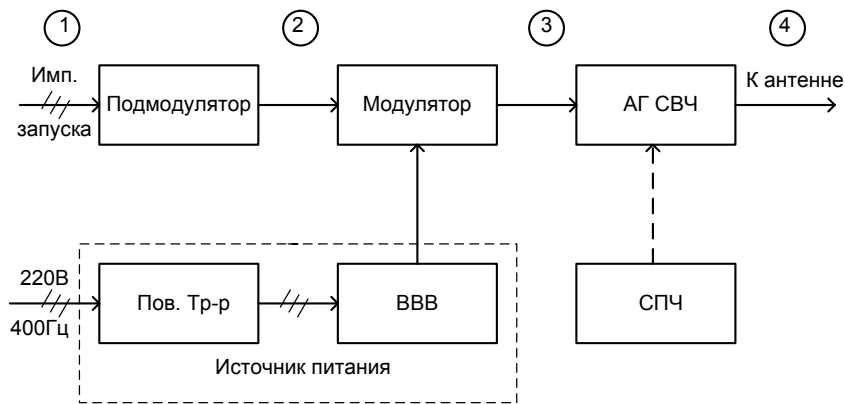 1
2
3
4
Имп.
запуска
Подмодулятор
Модулятор
АГ СВЧ
К антенне
220В
400Гц
Пов. Тр-р
ВВВ
СПЧ
Источник питания